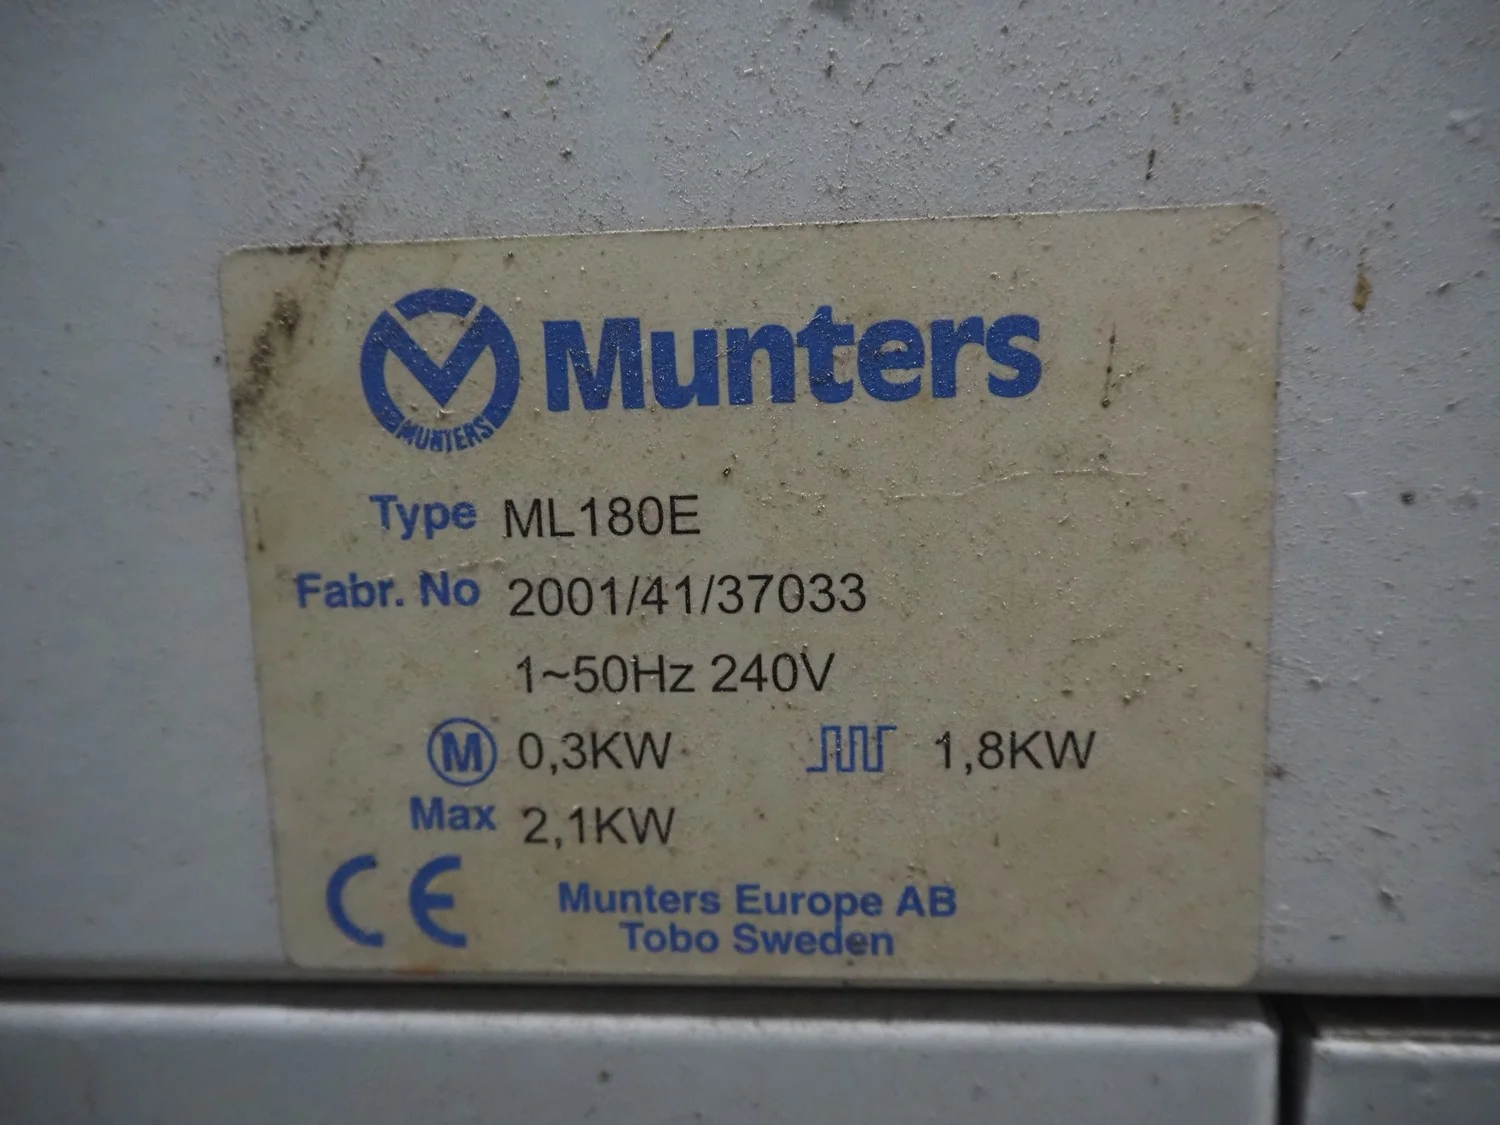 Munters
MUNTERS
Type ML180E
Fabr. No 2001/41/37033
1~50Hz 240V
M 0,3KW 1,8KW
Max 2,1KW
CE Munters Europe AB
Tobo Sweden